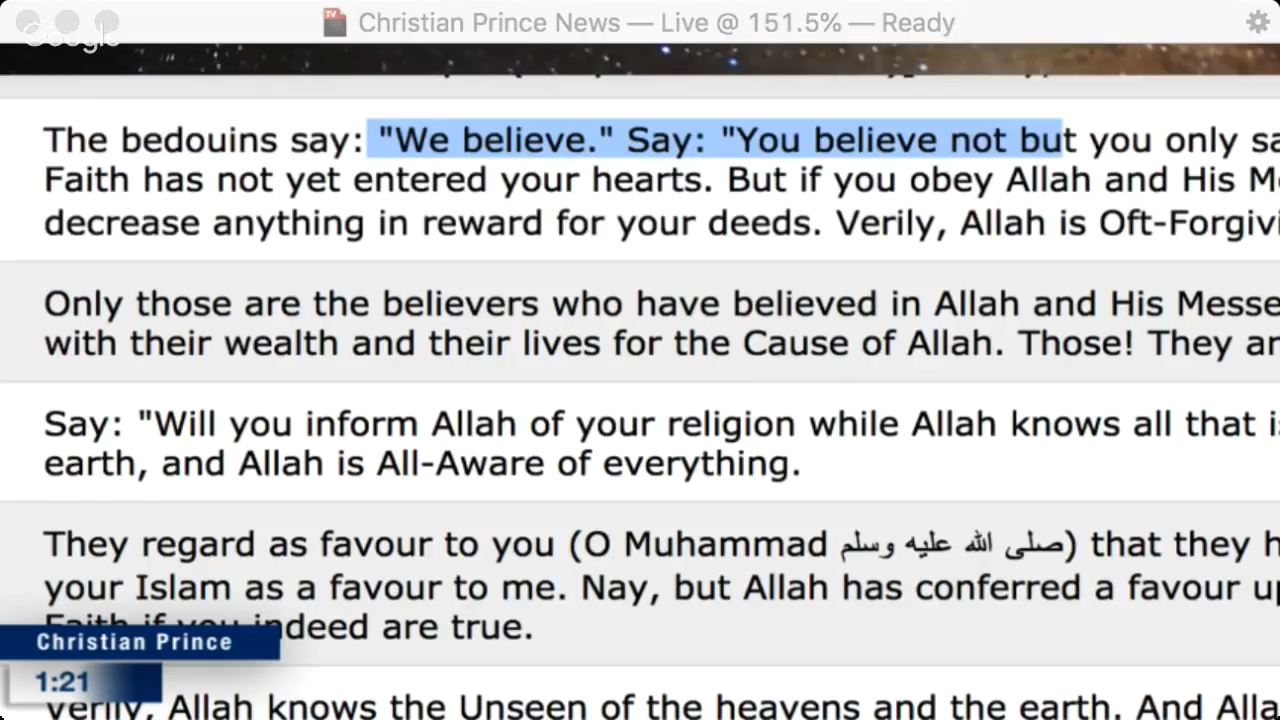 Christian Prince News — Live @ 151.5% — Ready
Google
The bedouins say: "We believe." Say: "You believe not but you only sa
Faith has not yet entered your hearts. But if you obey Allah and His M
decrease anything in reward for your deeds. Verily, Allah is Oft-Forgivi
Only those are the believers who have believed in Allah and His Messe
with their wealth and their lives for the Cause of Allah. Those! They ar
Say: "Will you inform Allah of your religion while Allah knows all that is
earth, and Allah is All-Aware of everything.
They regard as favour to you (O Muhammad صلى الله عليه وسلم) that they h
your Islam as a favour to me. Nay, but Allah has conferred a favour up
Faith if you indeed are true.
Christian Prince
1:21
Verily, Allah knows the Unseen of the heavens and the earth. And Alla